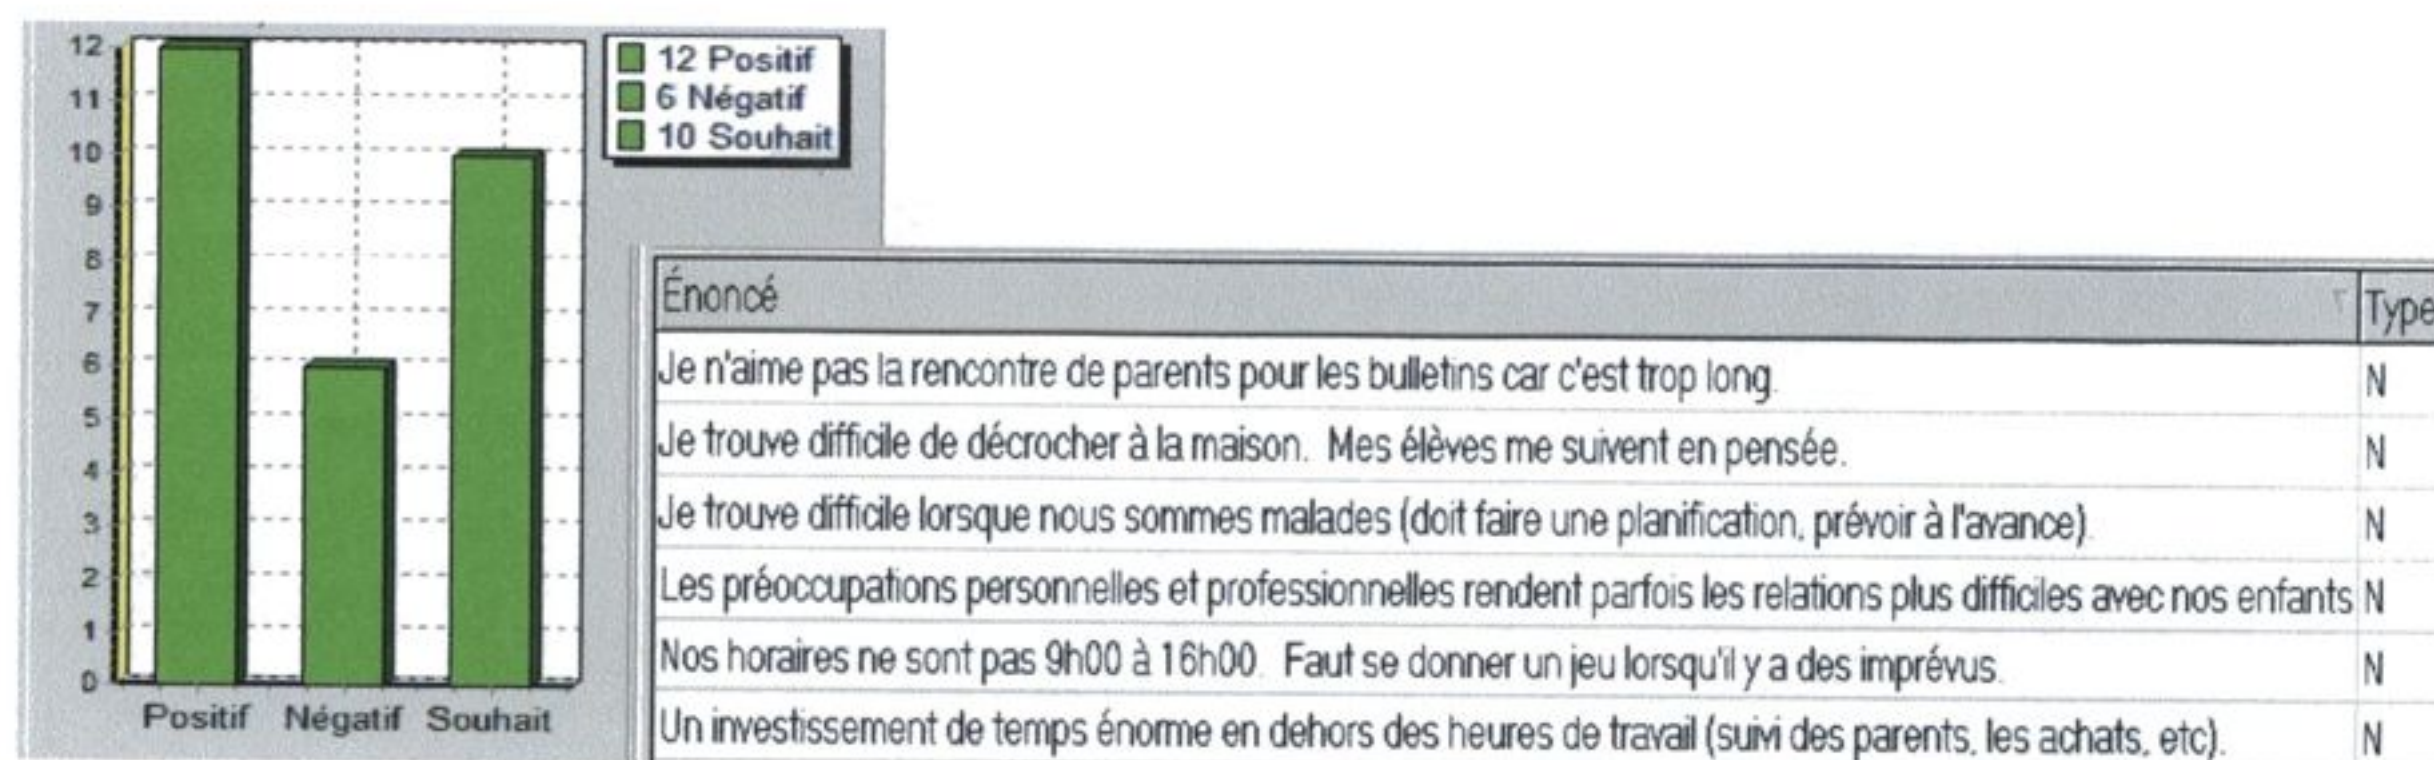 12
11
10
9
8
7
6
5
4
3
2
1
0
Positif Négatif Souhait
12 Positif
6 Négatif
10 Souhait
Énoncé Type
Je n'aime pas la rencontre de parents pour les bulletins car c'est trop long. N
Je trouve difficile de décrocher à la maison. Mes élèves me suivent en pensée. N
Je trouve difficile lorsque nous sommes malades (doit faire une planification, prévoir à l'avance). N
Les préoccupations personnelles et professionnelles rendent parfois les relations plus difficiles avec nos enfants N
Nos horaires ne sont pas 9h00 à 16h00. Faut se donner un jeu lorsqu'il y a des imprévus. N
Un investissement de temps énorme en dehors des heures de travail (suivi des parents, les achats, etc). N